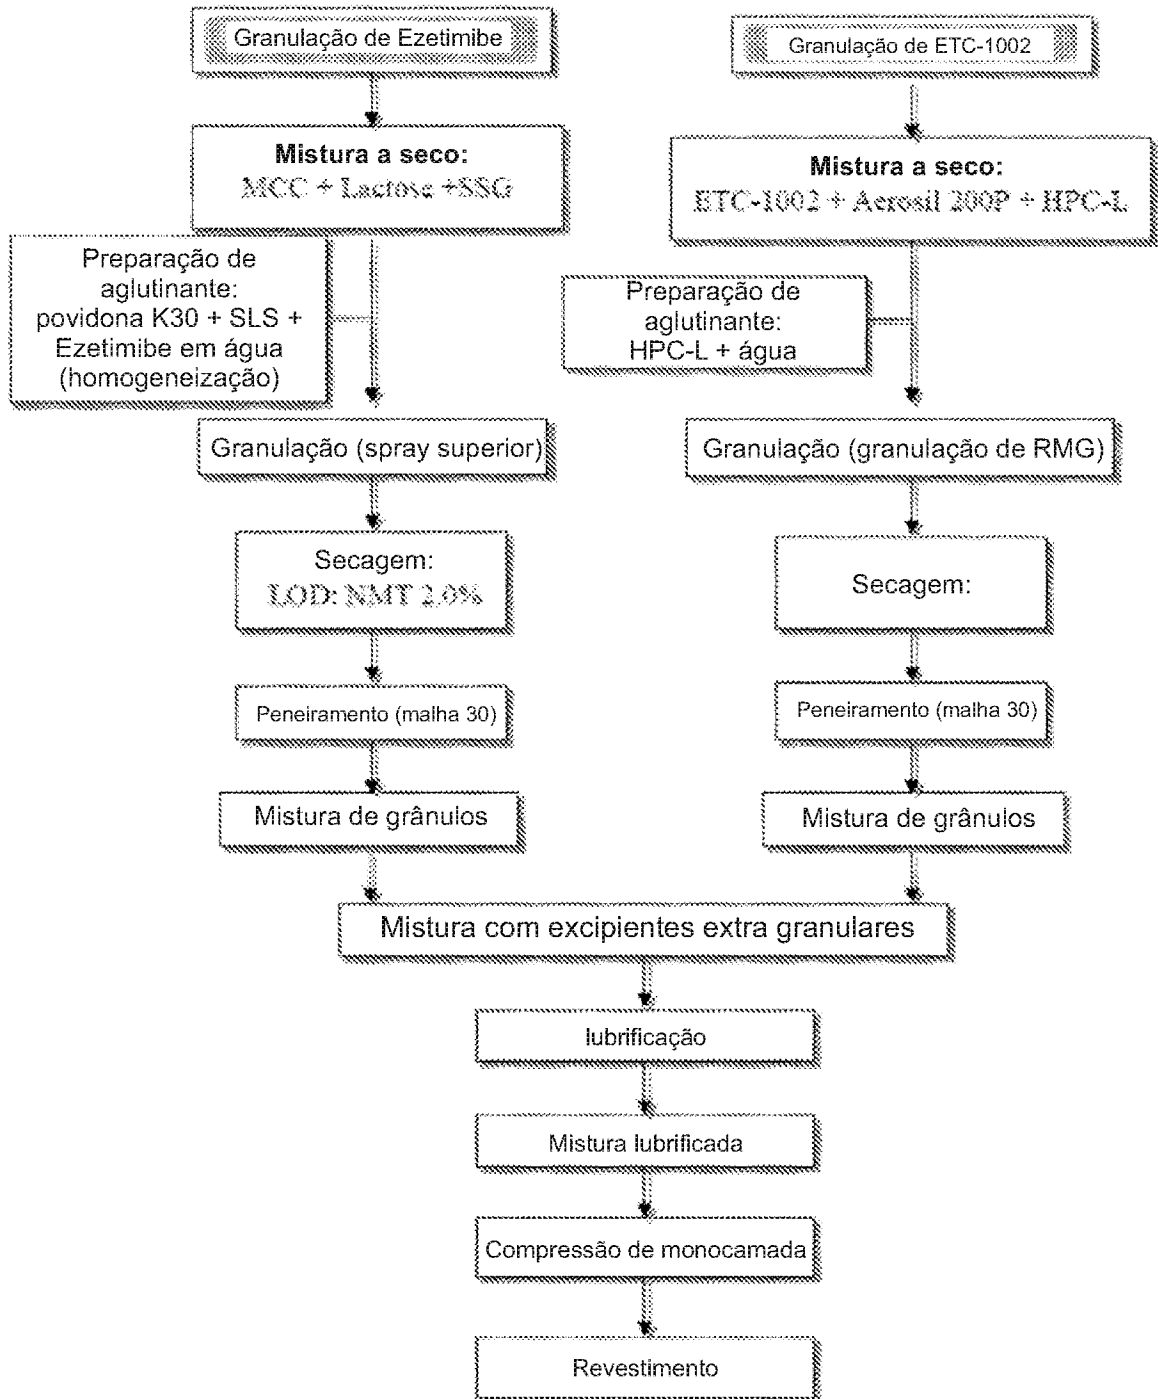 Granulação de Ezetimibe
Mistura a seco:
MCC + Lactose +SSG
Preparação de
aglutinante:
povidona K30 + SLS +
Ezetimibe em água
(homogeneização)
Granulação (spray superior)
Secagem:
LOD: NMT 2.0%
Peneiramento (malha 30)
Mistura de grânulos
Granulação de ETC-1002
Mistura a seco:
ETC-1002 + Aerosil 200P + HPC-L
Preparação de
aglutinante:
HPC-L + água
Granulação (granulação de RMG)
Secagem:
Peneiramento (malha 30)
Mistura de grânulos
Mistura com excipientes extra granulares
lubrificação
Mistura lubrificada
Compressão de monocamada
Revestimento